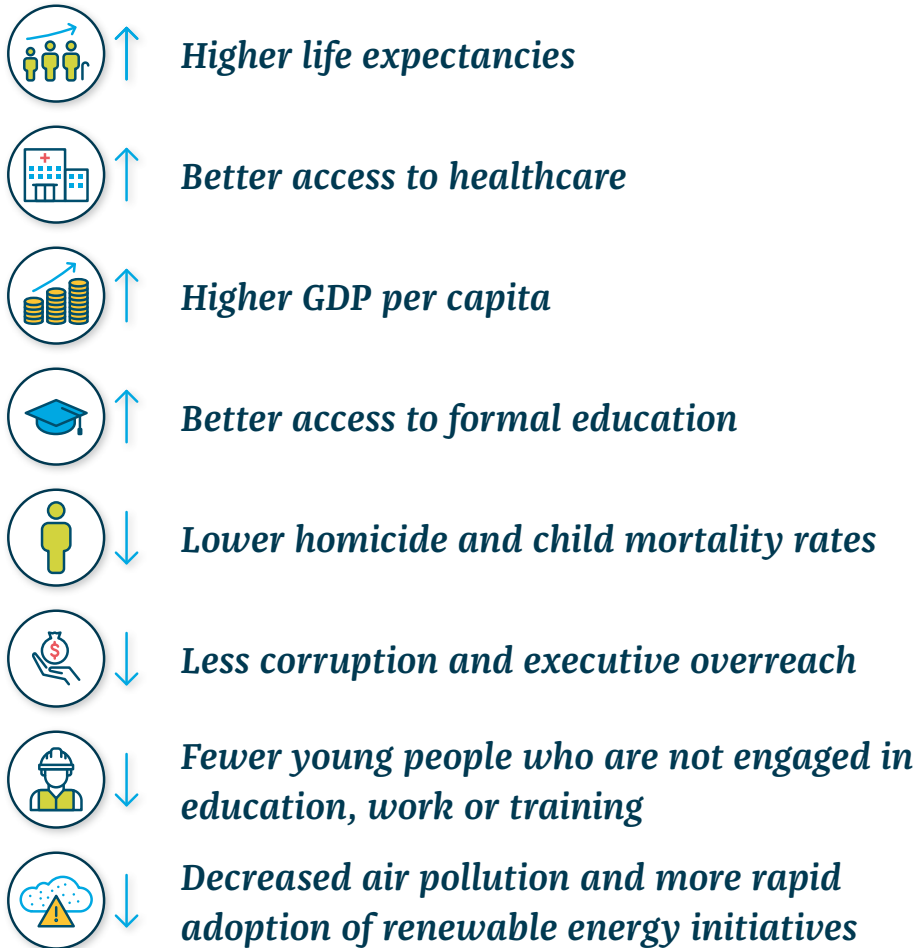 Higher life expectancies
Better access to healthcare
Higher GDP per capita
Better access to formal education
Lower homicide and child mortality rates
$
Less corruption and executive overreach
Fewer young people who are not engaged in
education, work or training
Decreased air pollution and more rapid
adoption of renewable energy initiatives